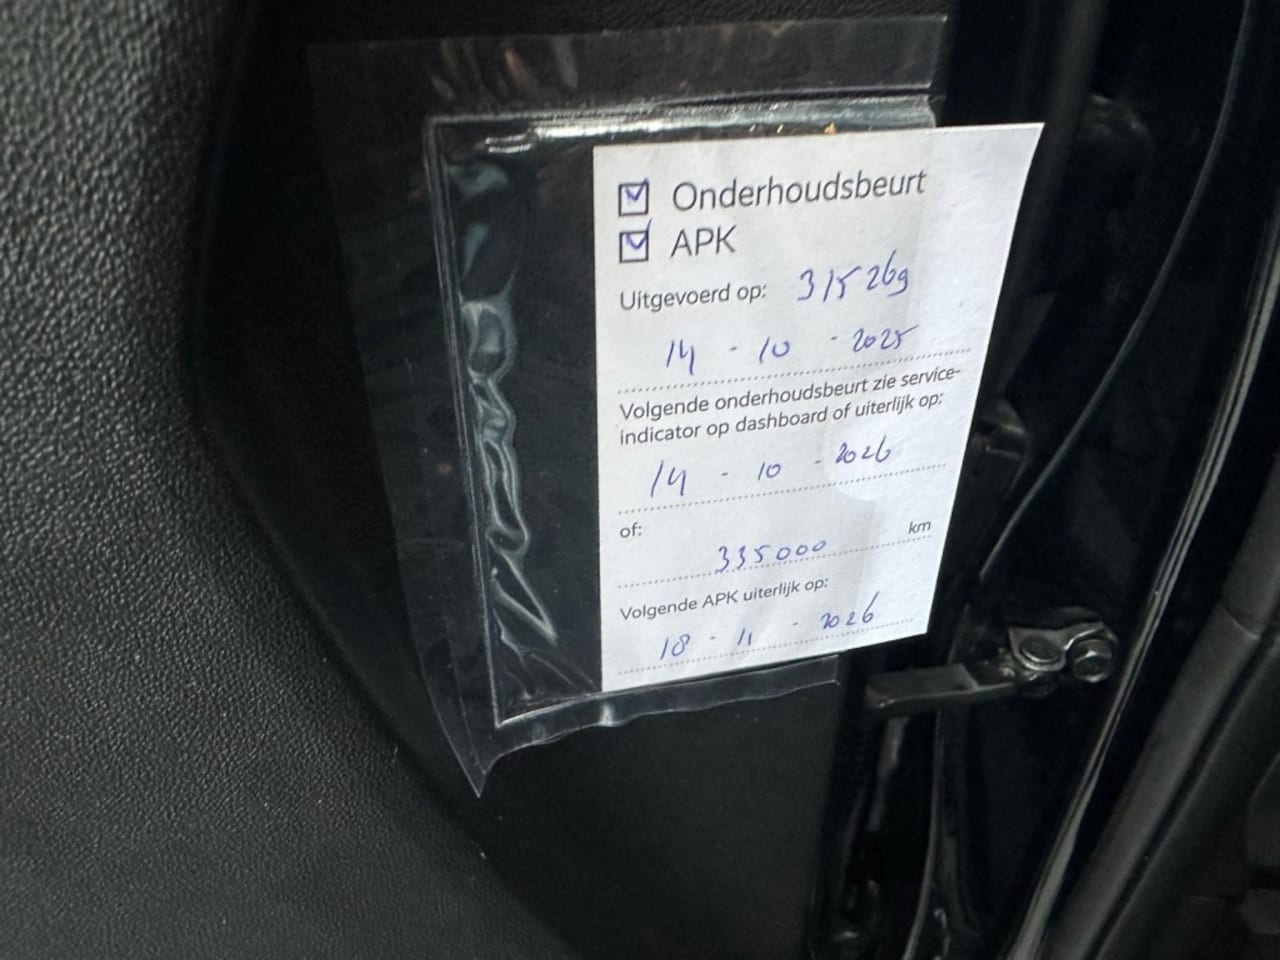 Onderhoudsbeurt
APK
Uitgevoerd op: 315269
14 - 10 - 2025
Volgende onderhoudsbeurt zie service-
indicator op dashboard of uiterlijk op:
14 - 10 - 2026
of: km
335000
Volgende APK uiterlijk op:
18 - 11 - 2026